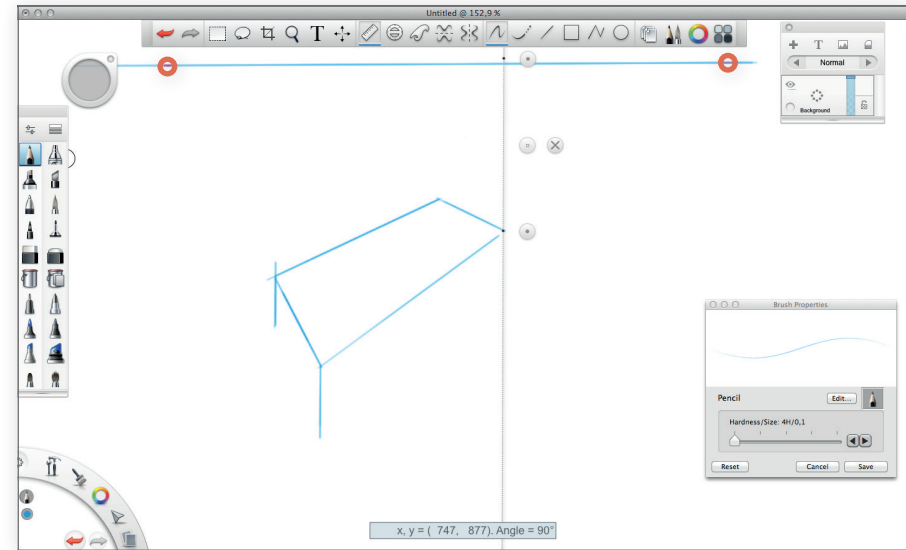 Untitled @ 152,9 %
T
T
Normal
Background
Brush Properties
Pencil
Edit...
Hardness/Size: 4H/0,1
Reset
Cancel
Save
x, y = ( 747, 877). Angle = 90°